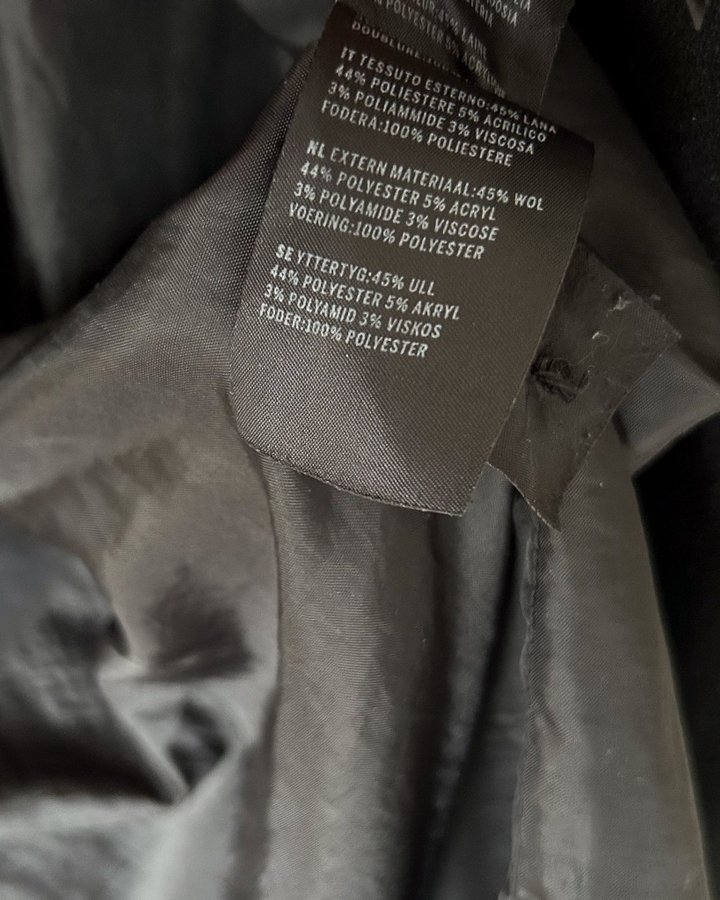 DOUBLURE:
IT TESSUTO ESTERNO:45% LANA
44% POLIESTERE 5% ACRILICO
3% POLIAMMIDE 3% VISCOSA
FODERA:100% POLIESTERE
NL EXTERN MATERIAAL:45% WOL
44% POLYESTER 5% ACRYL
3% POLYAMIDE 3% VISCOSE
VOERING:100% POLYESTER
SE YTTERTYG:45% ULL
44% POLYESTER 5% AKRYL
3% POLYAMID 3% VISKOS
FODER:100% POLYESTER